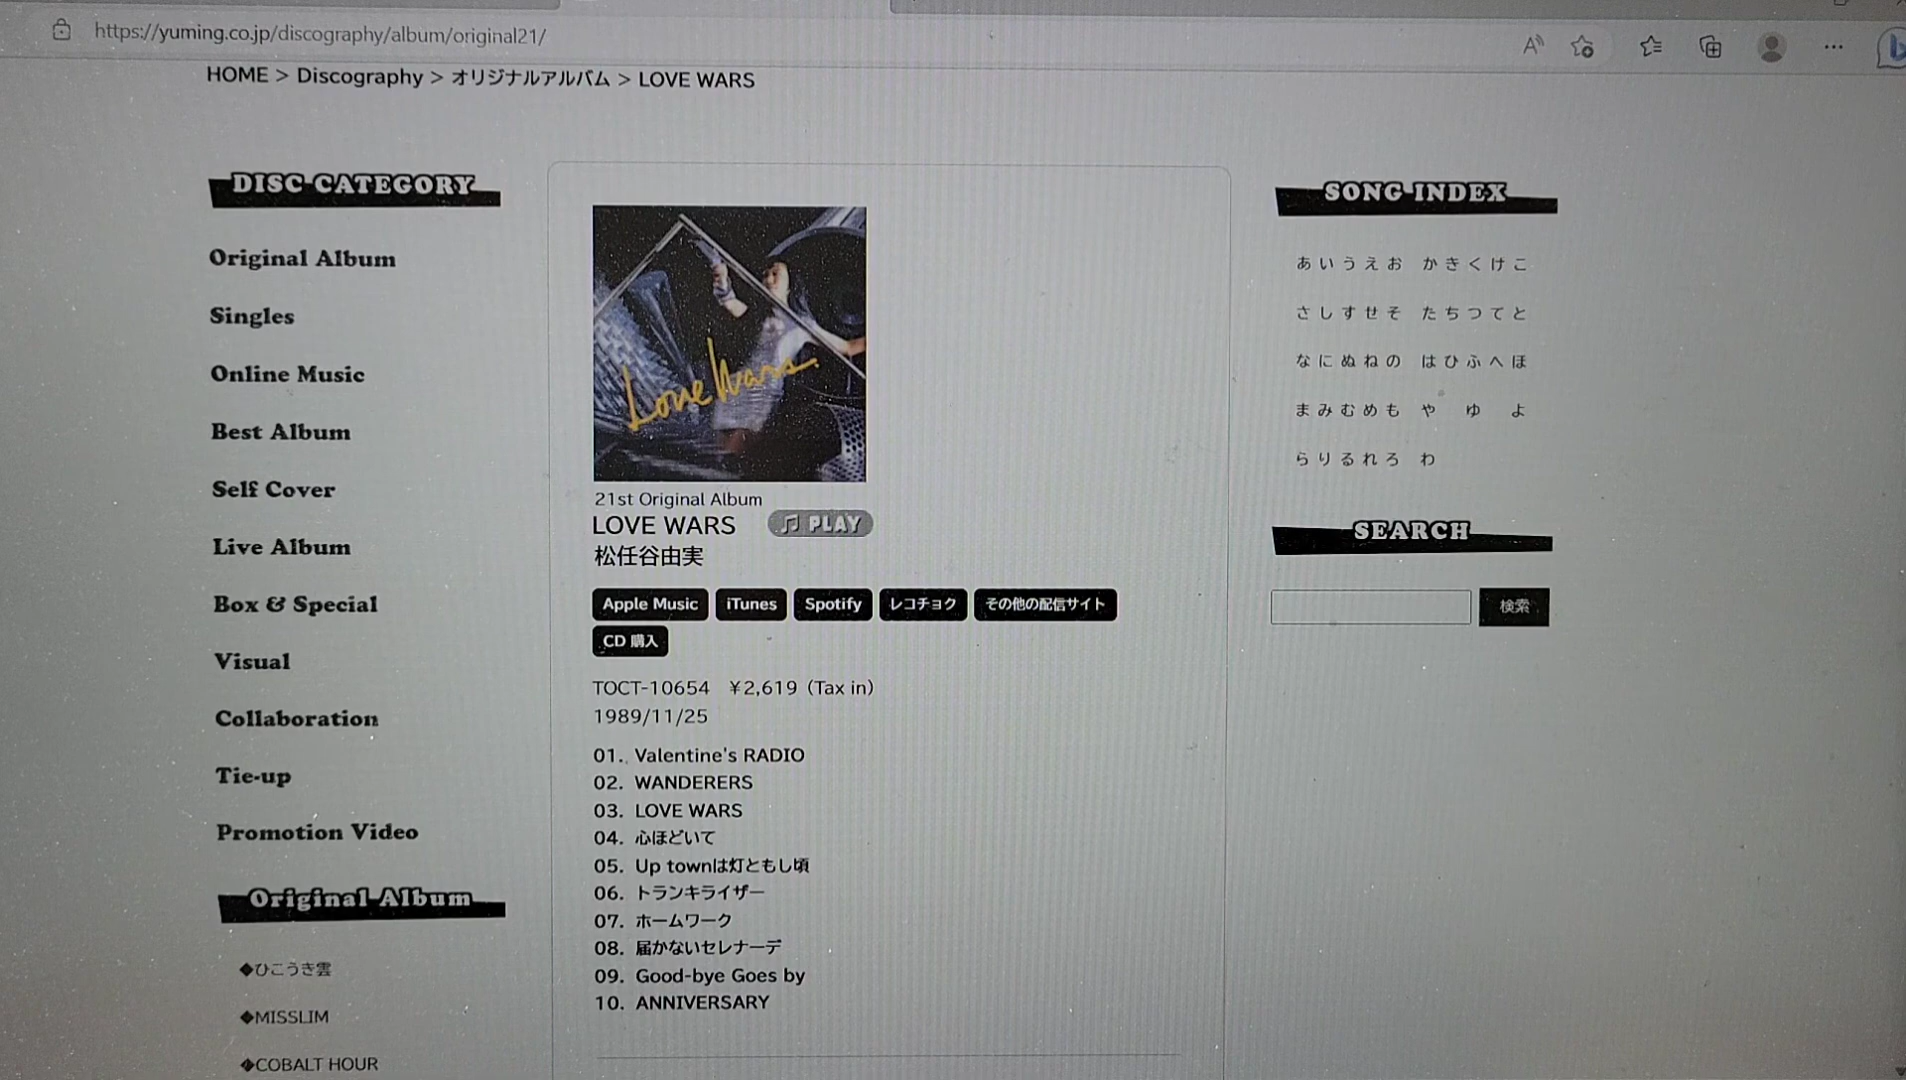 https://yuming.co.jp/discography/album/original21/
HOME > Discography > オリジナルアルバム > LOVE WARS
DISC CATEGORY
Original Album
Singles
Online Music
Best Album
Self Cover
Live Album
Box & Special
Visual
Collaboration
Tie-up
Promotion Video
Original Album
◆ひこうき雲
◆MISSLIM
◆COBALT HOUR
Love Wars.
21st Original Album
LOVE WARS PLAY
松任谷由実
Apple Music iTunes Spotify レコチョク その他の配信サイト
CD 購入
TOCT-10654 ¥2,619 (Tax in)
1989/11/25
01. Valentine's RADIO
02. WANDERERS
03. LOVE WARS
04. 心ほどいて
05. Up townは灯ともし頃
06. トランキライザー
07. ホームワーク
08. 届かないセレナーデ
09. Good-bye Goes by
10. ANNIVERSARY
SONG INDEX
あ い う え お か き く け こ
さ し す せ そ た ち つ て と
な に ぬ ね の は ひ ふ へ ほ
ま み む め も や ゆ よ
ら り る れ ろ わ
SEARCH
検索